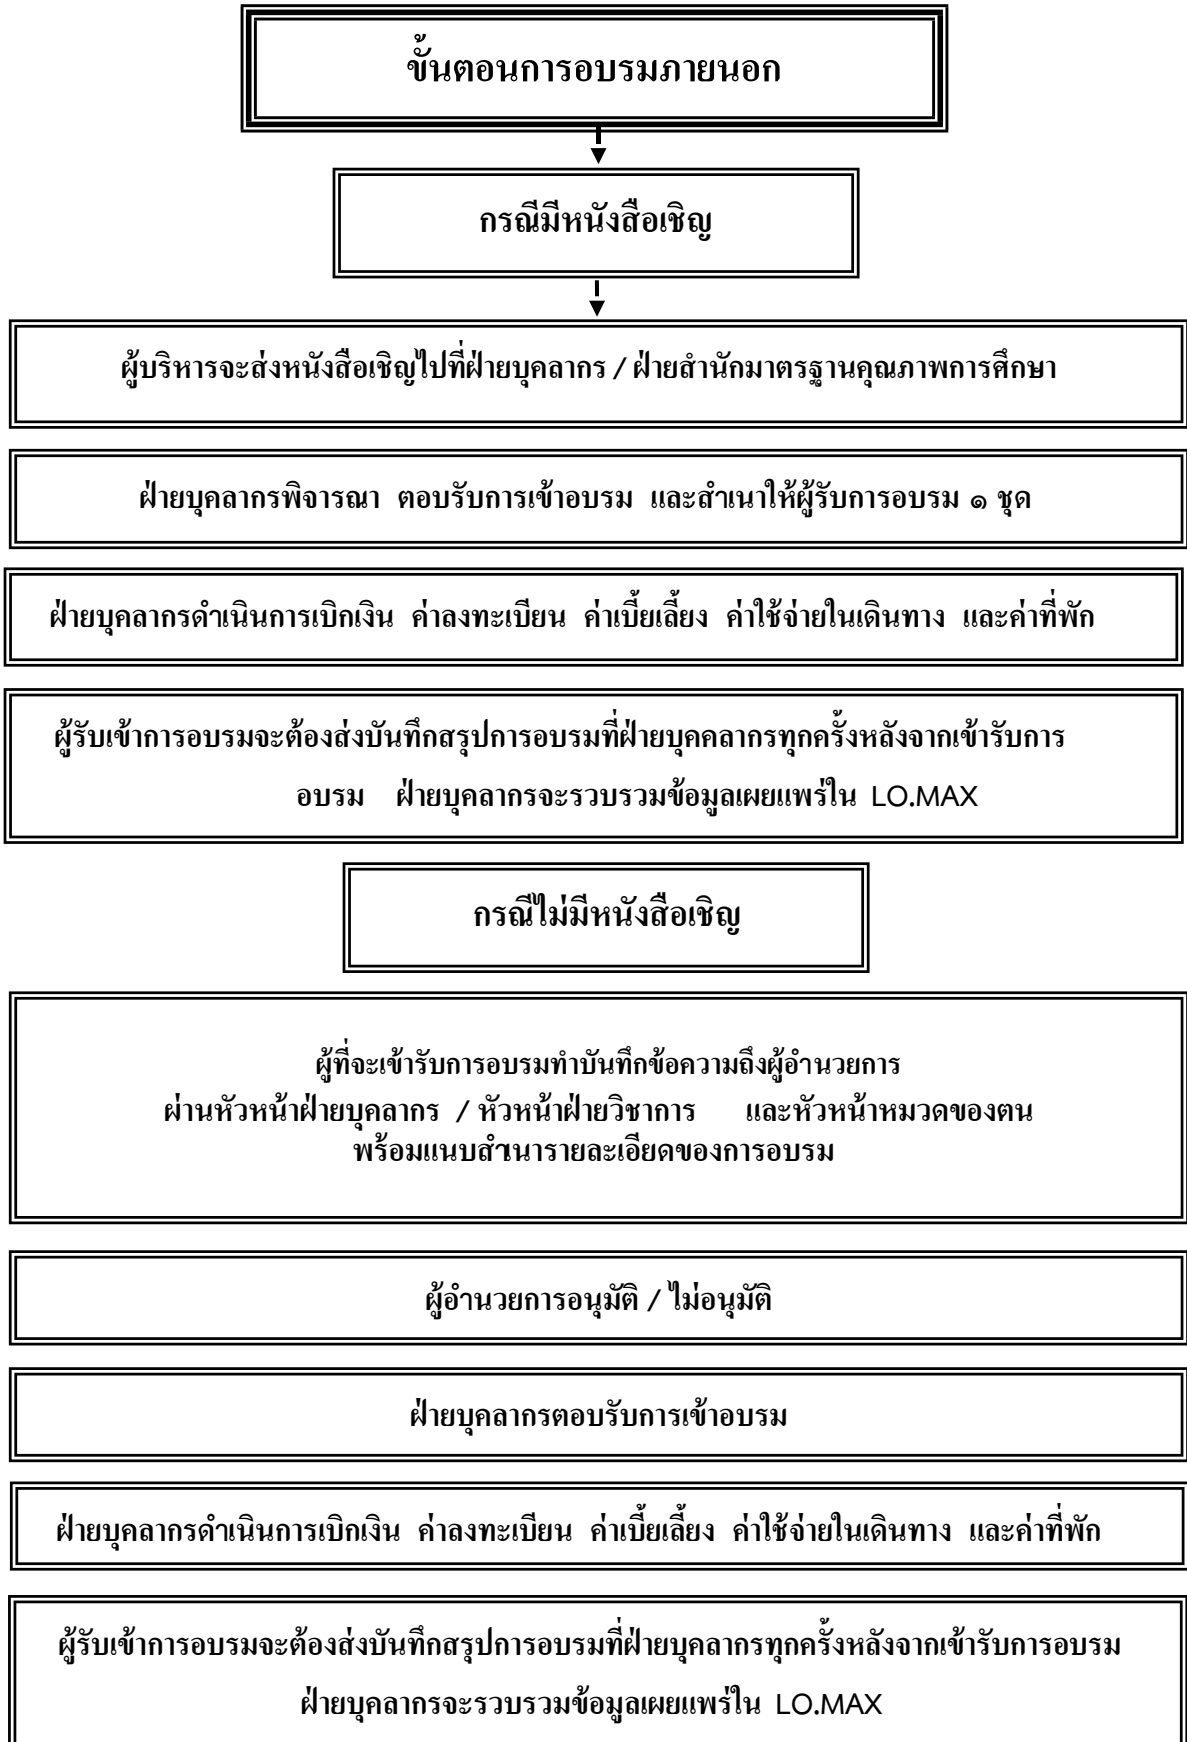 ขั้นตอนการอบรมภายนอก
กรณีมีหนังสือเชิญ
ผู้บริหารจะส่งหนังสือเชิญไปที่ฝ่ายบุคลากร / ฝ่ายสำนักมาตรฐานคุณภาพการศึกษา
ฝ่ายบุคลากรพิจารณา ตอบรับการเข้าอบรม และสำเนาให้ผู้รับการอบรม ๑ ชุด
ฝ่ายบุคลากรดำเนินการเบิกเงิน ค่าลงทะเบียน ค่าเบี้ยเลี้ยง ค่าใช้จ่ายในเดินทาง และค่าที่พัก
ผู้รับเข้าการอบรมจะต้องส่งบันทึกสรุปการอบรมที่ฝ่ายบุคคลากรทุกครั้งหลังจากเข้ารับการ
อบรม ฝ่ายบุคลากรจะรวบรวมข้อมูลเผยแพร่ใน LO.MAX
กรณีไม่มีหนังสือเชิญ
ผู้ที่จะเข้ารับการอบรมทำบันทึกข้อความถึงผู้อำนวยการ
ผ่านหัวหน้าฝ่ายบุคลากร / หัวหน้าฝ่ายวิชาการ และหัวหน้าหมวดของตน
พร้อมแนบสำเนารายละเอียดของการอบรม
ผู้อำนวยการอนุมัติ / ไม่อนุมัติ
ฝ่ายบุคลากรตอบรับการเข้าอบรม
ฝ่ายบุคลากรดำเนินการเบิกเงิน ค่าลงทะเบียน ค่าเบี้ยเลี้ยง ค่าใช้จ่ายในเดินทาง และค่าที่พัก
ผู้รับเข้าการอบรมจะต้องส่งบันทึกสรุปการอบรมที่ฝ่ายบุคลากรทุกครั้งหลังจากเข้ารับการอบรม
ฝ่ายบุคลากรจะรวบรวมข้อมูลเผยแพร่ใน LO.MAX